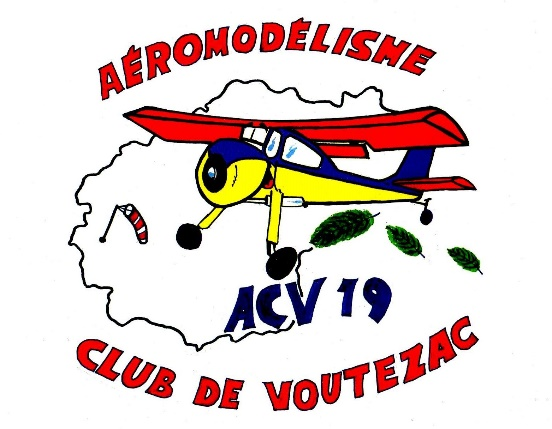 AÉROMODÉLISME
ACV 19
CLUB DE VOUTEZAC